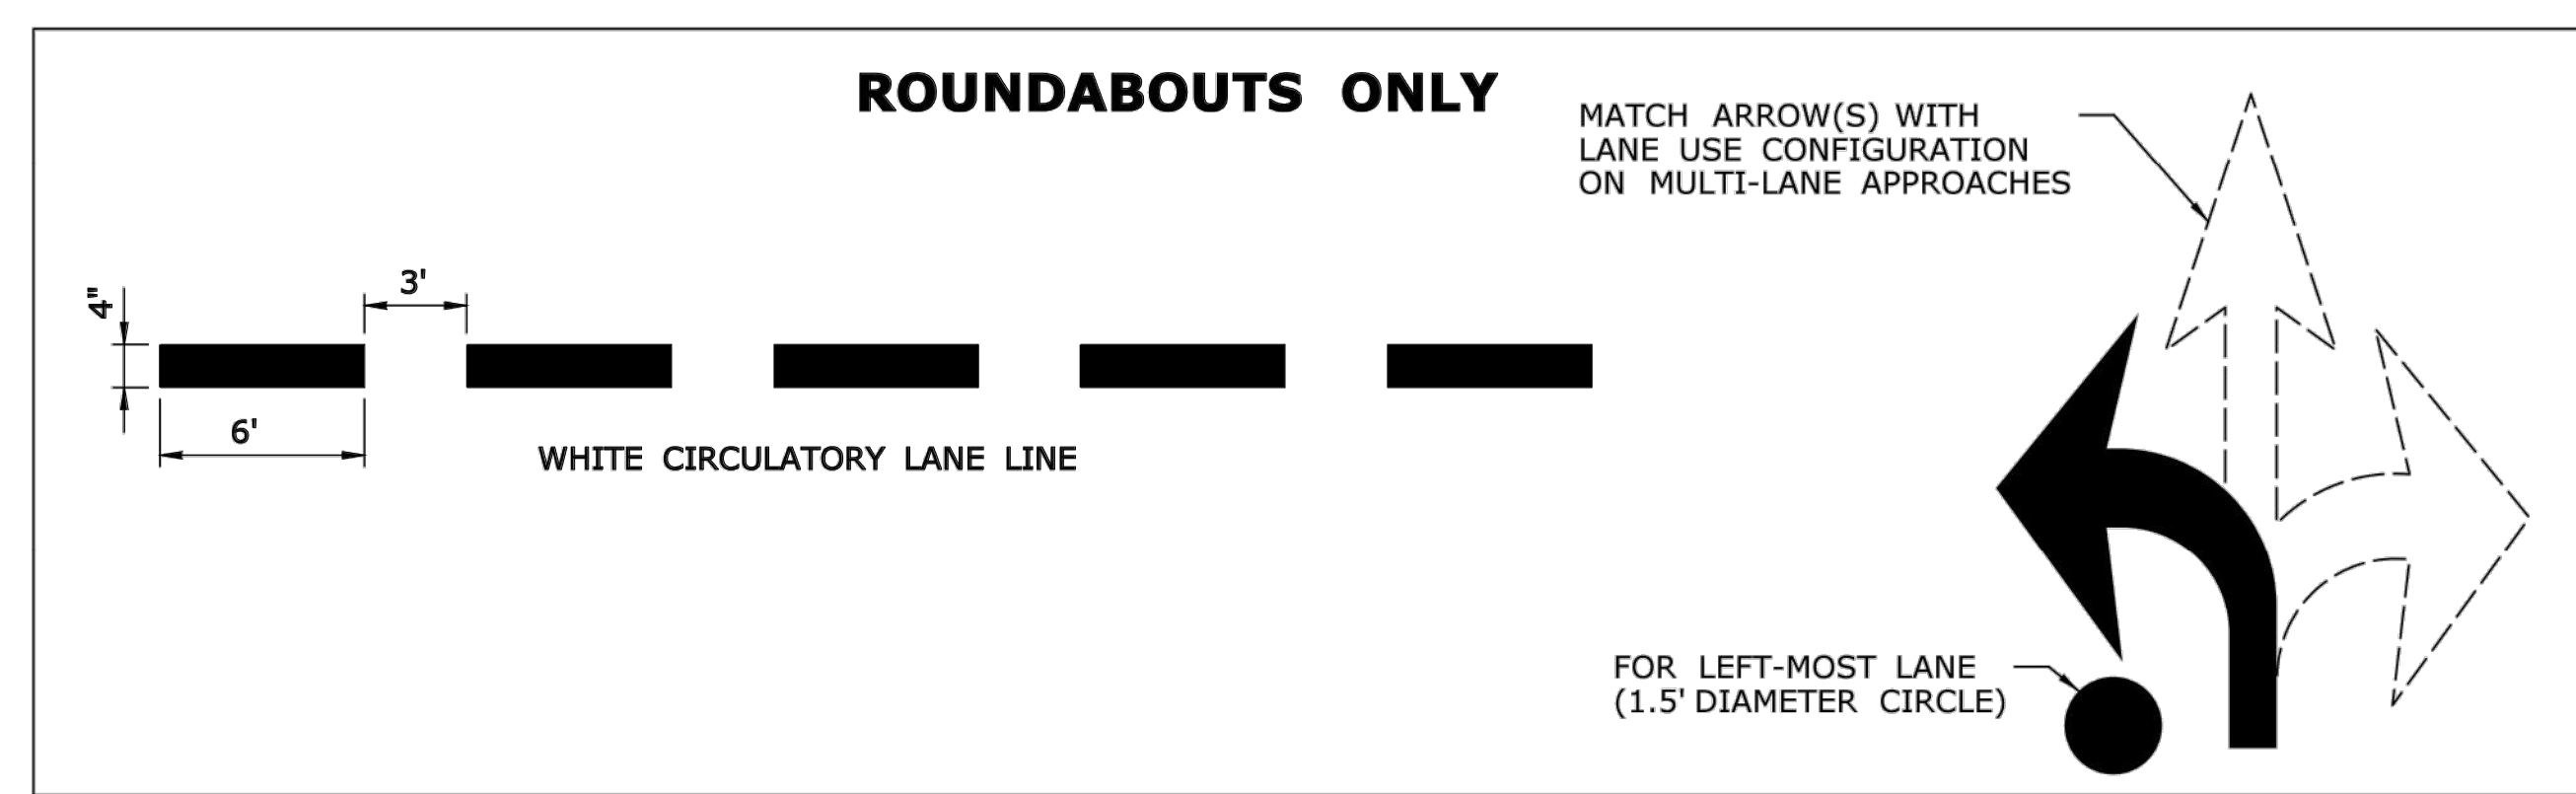 ROUNDABOUTS ONLY
MATCH ARROW(S) WITH
LANE USE CONFIGURATION
ON MULTI-LANE APPROACHES
3'
4"
6'
WHITE CIRCULATORY LANE LINE
FOR LEFT-MOST LANE
(1.5' DIAMETER CIRCLE)